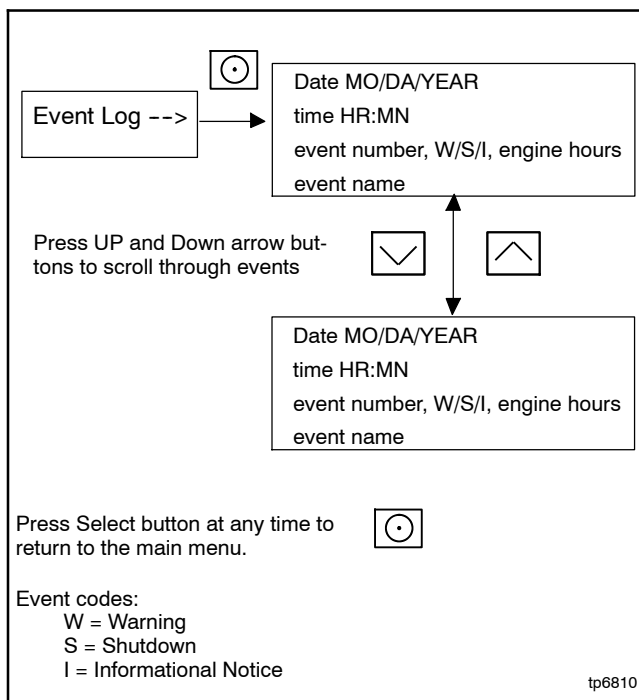 Event Log -->
Date MO/DA/YEAR
time HR:MN
event number, W/S/I, engine hours
event name
Press UP and Down arrow but-
tons to scroll through events
Date MO/DA/YEAR
time HR:MN
event number, W/S/I, engine hours
event name
Press Select button at any time to
return to the main menu.
Event codes:
W = Warning
S = Shutdown
I = Informational Notice
tp6810